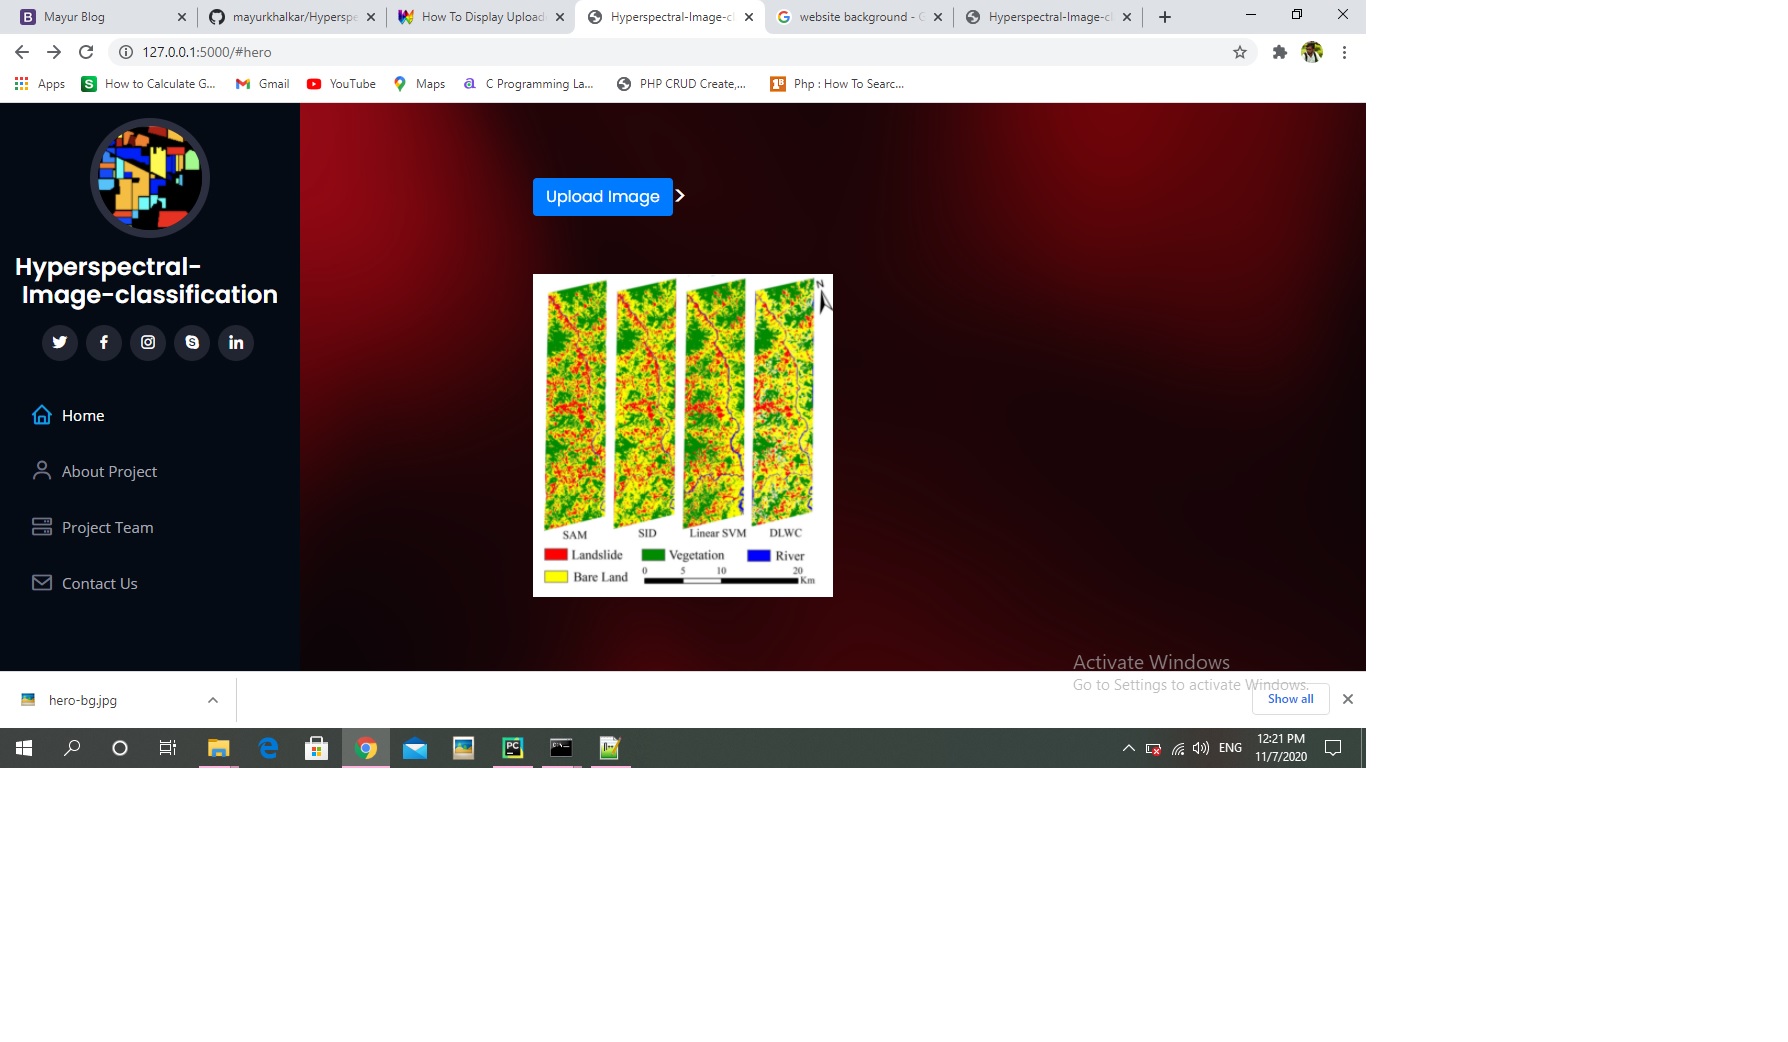 Mayur Blog
mayurkhalkar/Hyperspe
How To Display Upload
Hyperspectral-Image-cl
website background - G
Hyperspectral-Image-cl
127.0.0.1:5000/#hero
Apps
How to Calculate G...
Gmail
YouTube
Maps
C Programming La...
PHP CRUD Create,...
Php : How To Searc...
Hyperspectral-
Image-classification
Home
About Project
Project Team
Contact Us
Upload Image >
N
SAM SID Linear SVM DLWC
Landslide Vegetation River
Bare Land 0 5 10 20 Km
Activate Windows
Go to Settings to activate Windows.
hero-bg.jpg
Show all
ENG
12:21 PM
11/7/2020